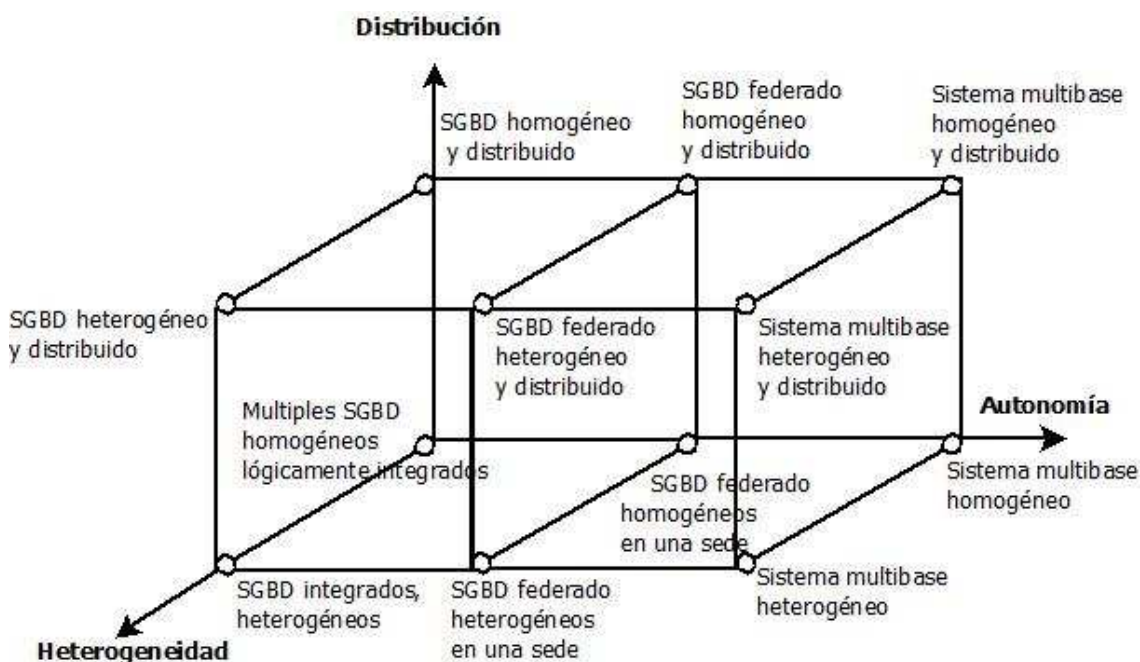 Distribución
SGBD homogéneo
y distribuido
SGBD federado
homogéneo
y distribuido
Sistema multibase
homogéneo
y distribuido
SGBD heterogéneo
y distribuido
SGBD federado
heterogéneo
y distribuido
Sistema multibase
heterogéneo
y distribuido
Multiples SGBD
homogéneos
lógicamente integrados
Autonomía
SGBD federado
homogéneos
en una sede
Sistema multibase
homogéneo
SGBD integrados,
heterogéneos
SGBD federado
heterogéneos
en una sede
Sistema multibase
heterogéneo
Heterogeneidad